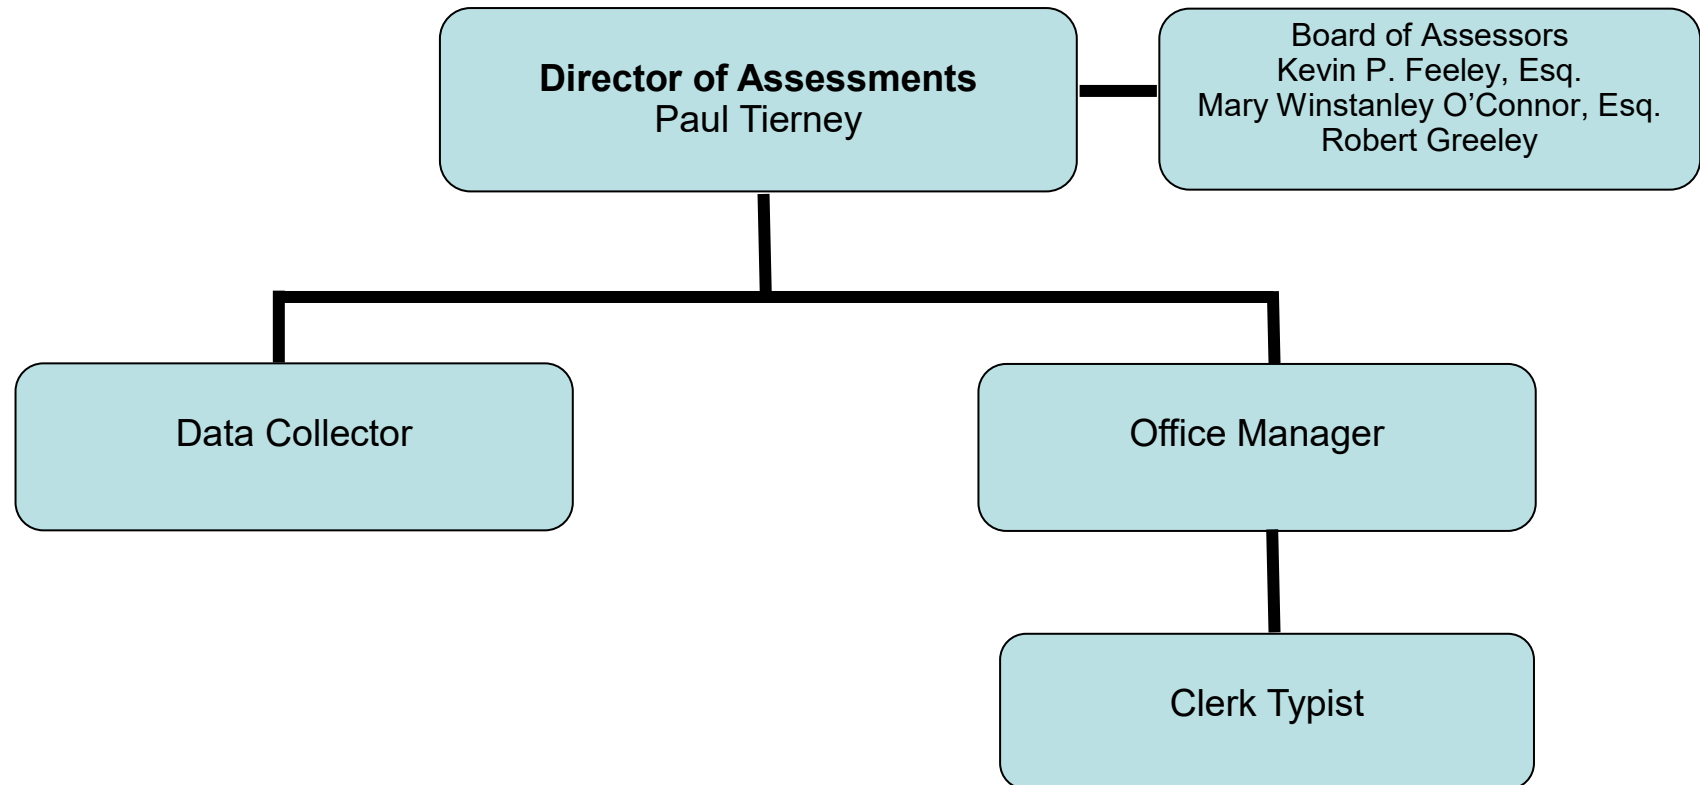 Director of Assessments
Paul Tierney
Board of Assessors
Kevin P. Feeley, Esq.
Mary Winstanley O’Connor, Esq.
Robert Greeley
Data Collector
Office Manager
Clerk Typist